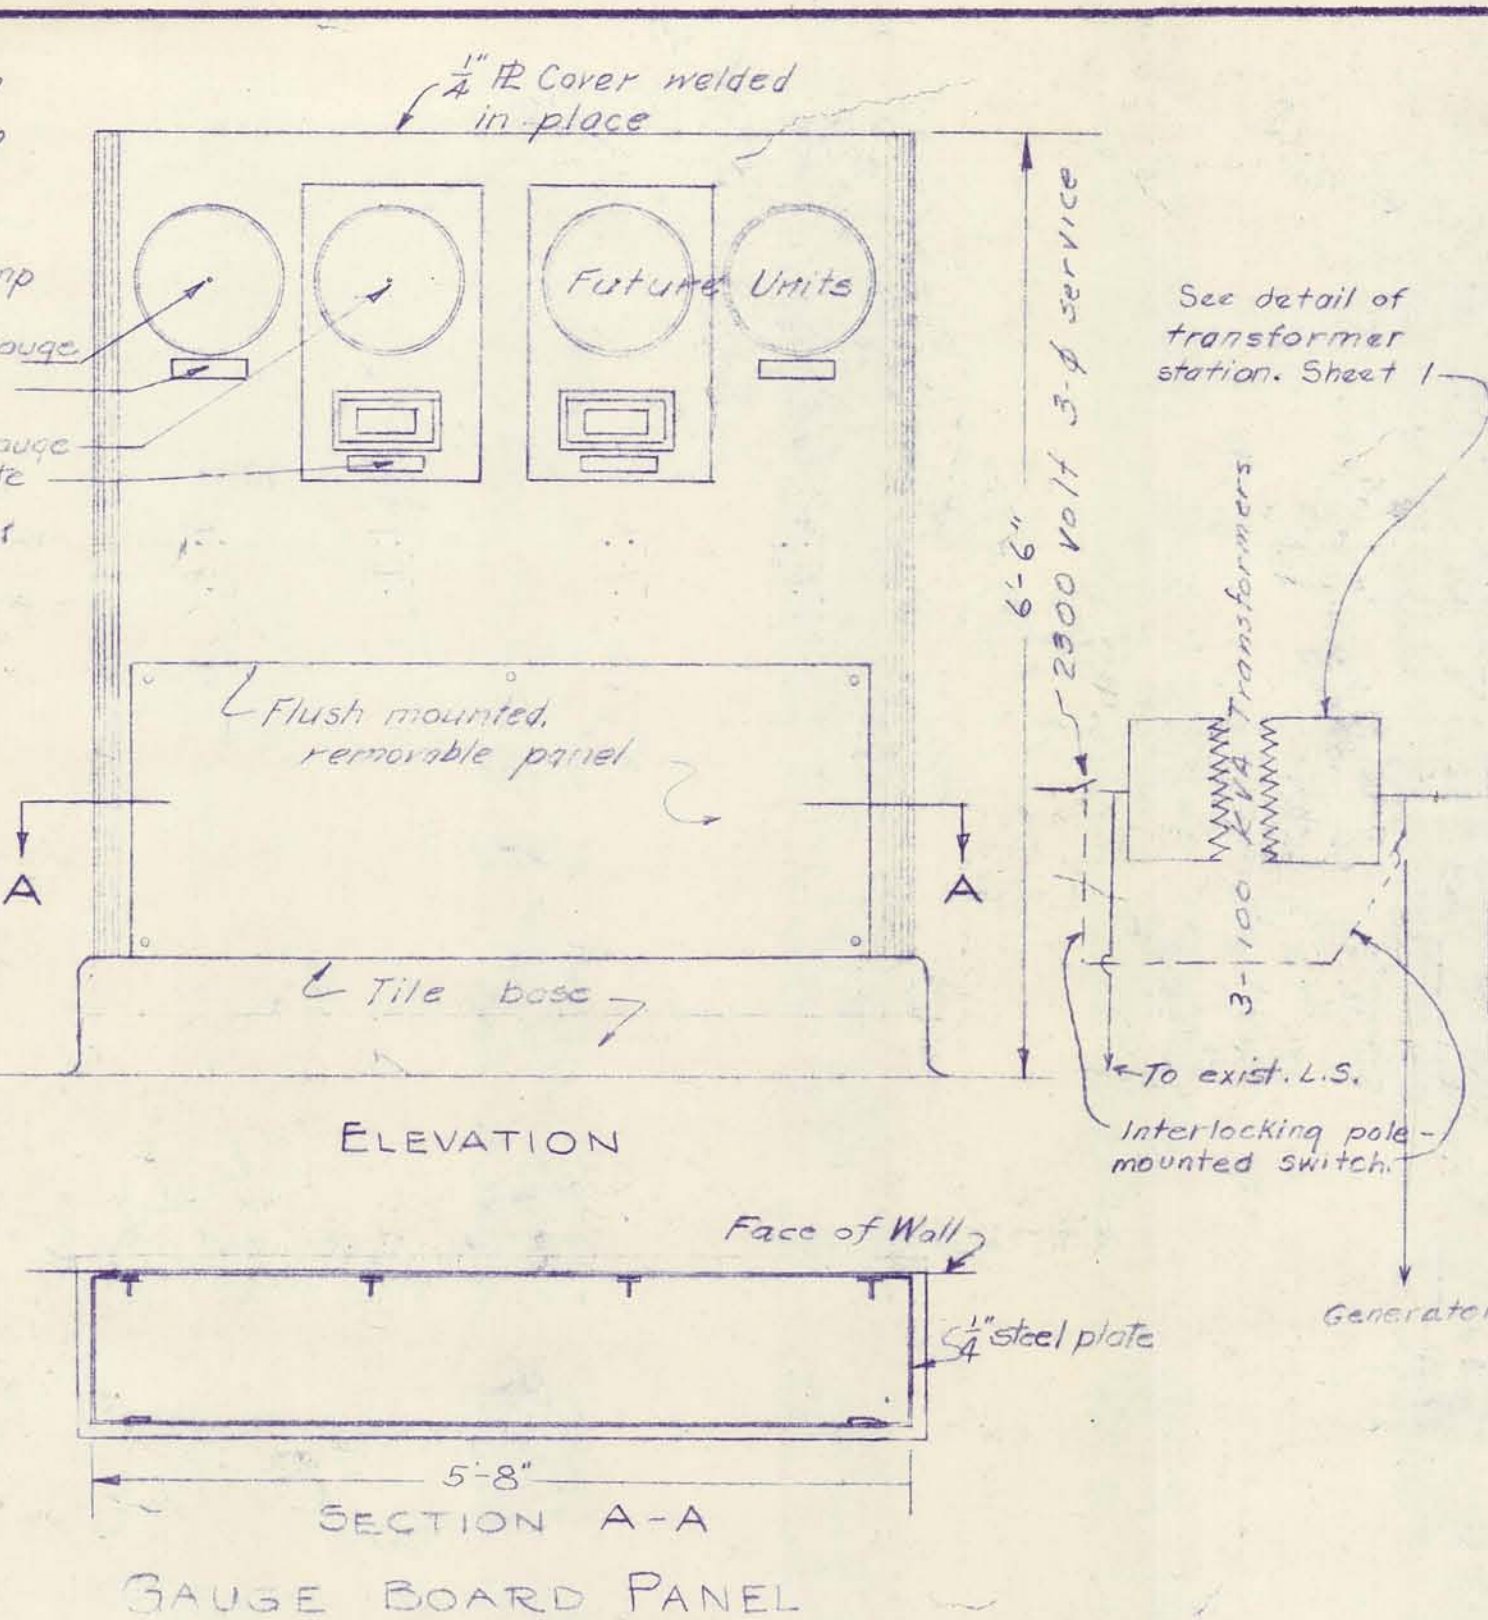 1/4" PL Cover welded
in place
Future Units
Flush mounted,
removable panel
A
A
Tile base
ELEVATION
6'-6"
2300 volt 3-φ service
See detail of
transformer
station. Sheet 1
3-100 KVA Transformers
To exist. L.S.
Interlocking pole-
mounted switch.
Generator
Face of Wall
1/4" steel plate
5'-8"
SECTION A-A
GAUGE BOARD PANEL